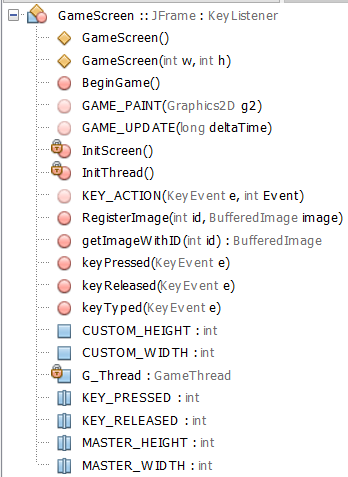 GameScreen :: JFrame : KeyListener
GameScreen()
GameScreen(int w, int h)
BeginGame()
GAME_PAINT(Graphics2D g2)
GAME_UPDATE(long deltaTime)
InitScreen()
InitThread()
KEY_ACTION(KeyEvent e, int Event)
RegisterImage(int id, BufferedImage image)
getImageWithID(int id) : BufferedImage
keyPressed(KeyEvent e)
keyReleased(KeyEvent e)
keyTyped(KeyEvent e)
CUSTOM_HEIGHT : int
CUSTOM_WIDTH : int
G_Thread : GameThread
KEY_PRESSED : int
KEY_RELEASED : int
MASTER_HEIGHT : int
MASTER_WIDTH : int